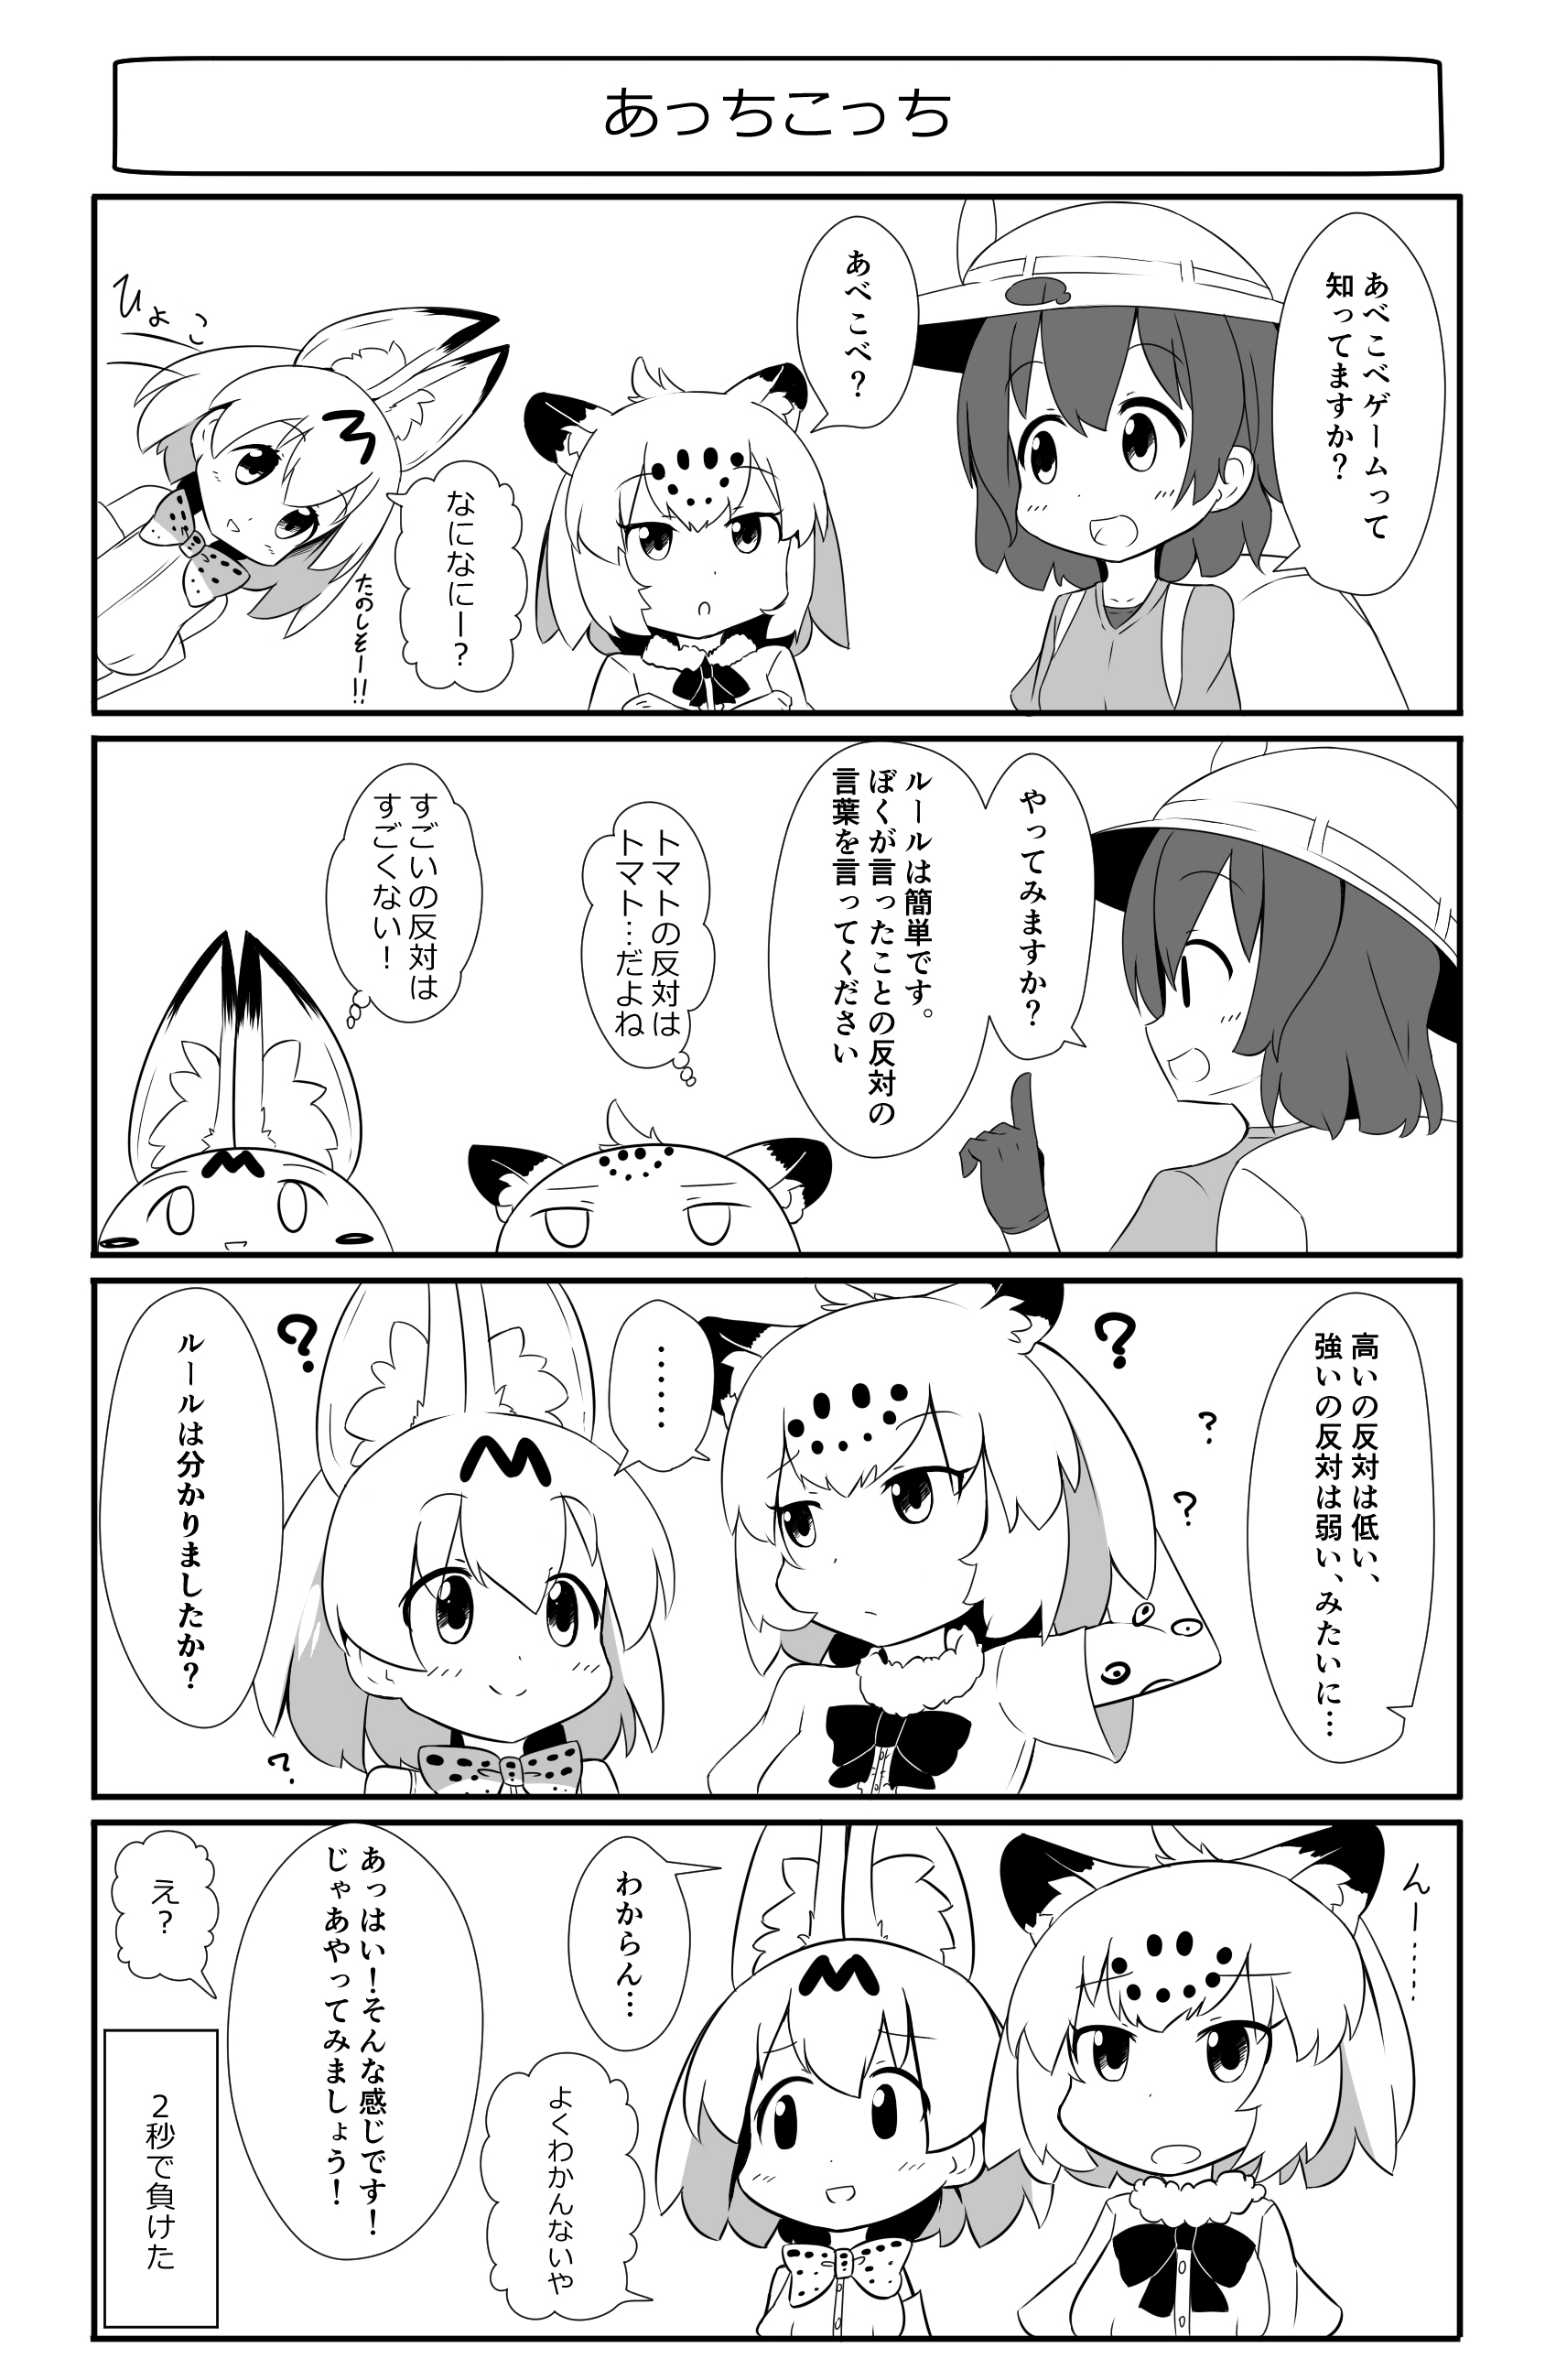 あっちこっち
あべこべゲームって
知ってますか？
あべこべ？
なになにー？
たのしそー!!
ひょこ
やってみますか？
ルールは簡単です。
ぼくが言ったことの反対の
言葉を言ってください
トマトの反対は
トマト…だよね
すごいの反対は
すごくない！
高いの反対は低い、
強いの反対は弱い、みたいに…
?
?
?
……
?
?
ルールは分かりましたか？
んー……
わからん…
よくわかんないや
あっはい！そんな感じです！
じゃあやってみましょう！
え？
2秒で負けた